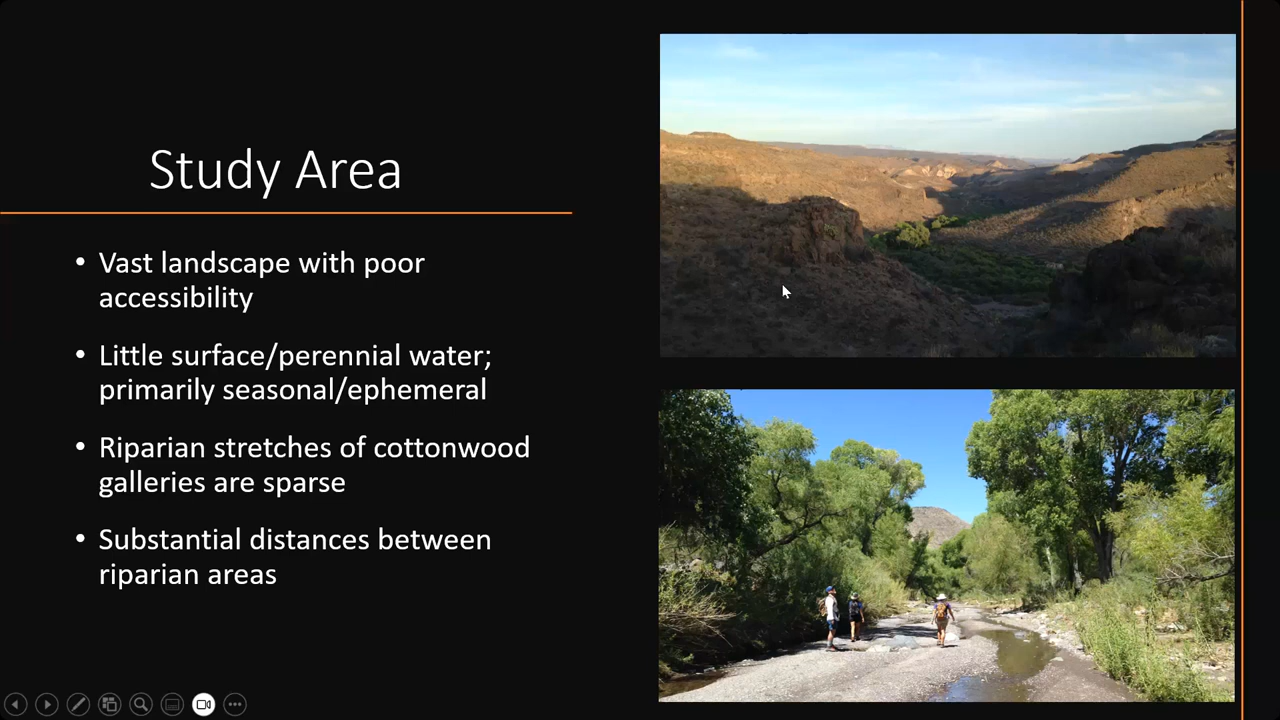 Study Area
• Vast landscape with poor
accessibility
• Little surface/perennial water;
primarily seasonal/ephemeral
• Riparian stretches of cottonwood
galleries are sparse
• Substantial distances between
riparian areas